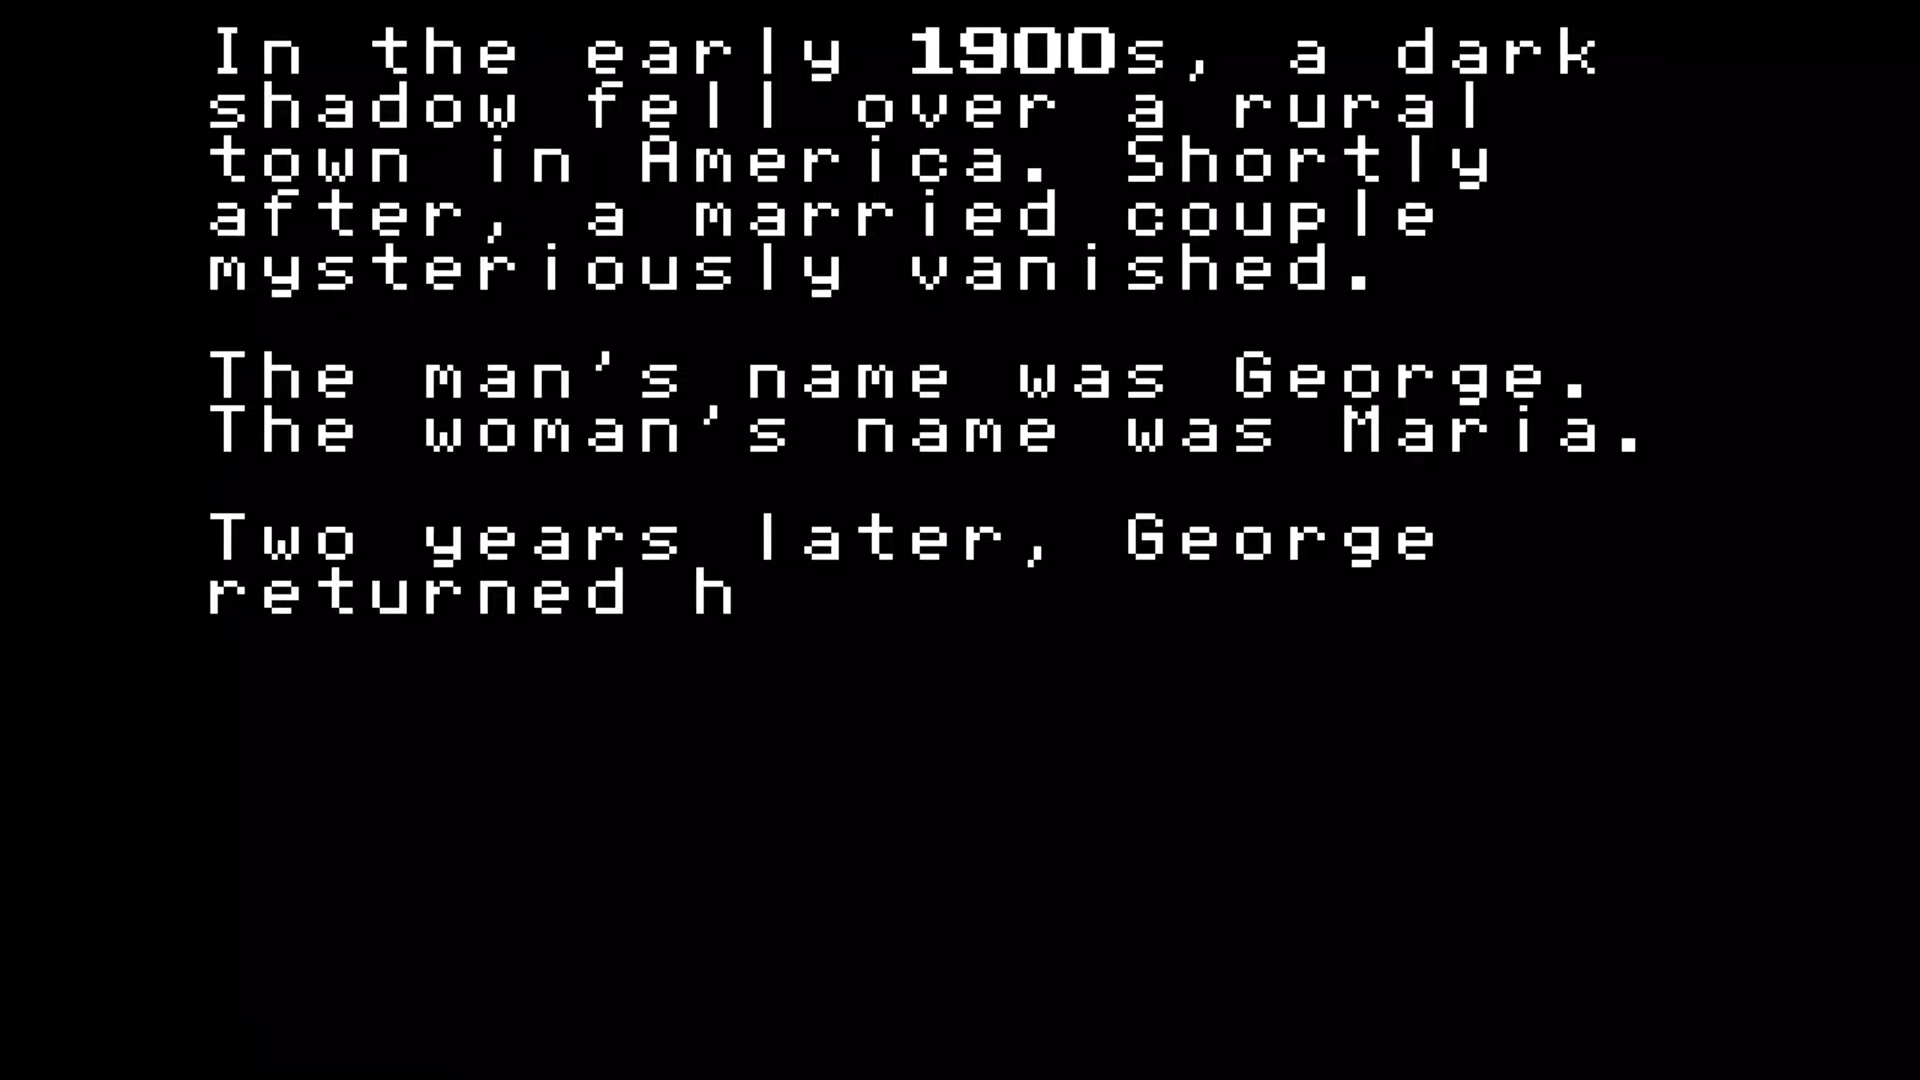 In the early 1900s, a dark
shadow fell over a rural
town in America. Shortly
after, a married couple
mysteriously vanished.
The man's name was George.
The woman's name was Maria.
Two years later, George
returned h